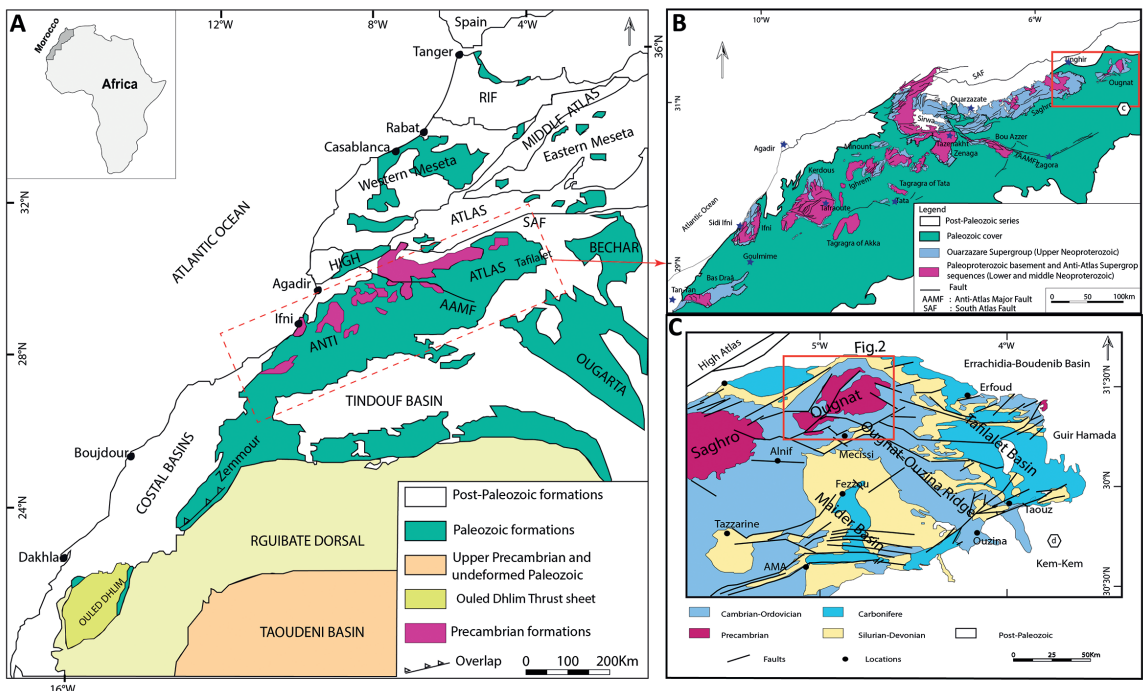 A
12°W
8°W
4°W
Morocco
Africa
Spain
Tanger
36°N
RIF
MIDDLE ATLAS
Rabat
Casablanca
Eastern Meseta
Western Meseta
32°N
ATLANTIC OCEAN
ATLAS
SAF
HIGH
BECHAR
ATLAS
Tafilalet
Agadir
AAMF
Ifni
ANTI
28°N
OUGARTA
TINDOUF BASIN
Zemmour
Boujdour
COSTAL BASINS
24°N
RGUIBATE DORSAL
Dakhla
OULED DHLIM
TAOUDENI BASIN
16°W
Post-Paleozoic formations
Paleozoic formations
Upper Precambrian and
undeformed Paleozoic
Ouled Dhlim Thrust sheet
Precambrian formations
Overlap
0 100 200Km
B
10°W
6°W
SAF
Tinghir
Ougnat
Ouarzazate
Saghro
c
31°N
Sirwa
Bou Azzer
Agadir
Tazenakht
Zenaga
AAMF
Zagora
Kerdous
Ighrem
Tagragra of Tata
Atlantic Ocean
Tafraoute
Tata
Sidi Ifni
Ifni
Tagragra of Akka
Goulmime
29°N
Bas Draâ
Tan-Tan
Legend
Post-Paleozoic series
Paleozoic cover
Ouarzazare Supergroup (Upper Neoproterozoic)
Paleoproterozoic basement and Anti-Atlas Supergrop
sequences (Lower and middle Neoproterozoic)
Fault
AAMF : Anti-Atlas Major Fault
SAF : South Atlas Fault
0 50 100km
C
5°W
Fig.2
4°W
High Atlas
Errachidia-Boudenib Basin
31°30N
Erfoud
Ougnat
Tafilalet Basin
Guir Hamada
Saghro
Ougnat-Ouzina Ridge
Alnif
Mecissi
Fezzou
30°N
Maider Basin
Taouz
Tazzarine
Ouzina
d
Kem-Kem
AMA
30°30N
Cambrian-Ordovician
Carbonifere
Precambrian
Silurian-Devonian
Post-Paleozoic
Faults
Locations
0 25 50Km